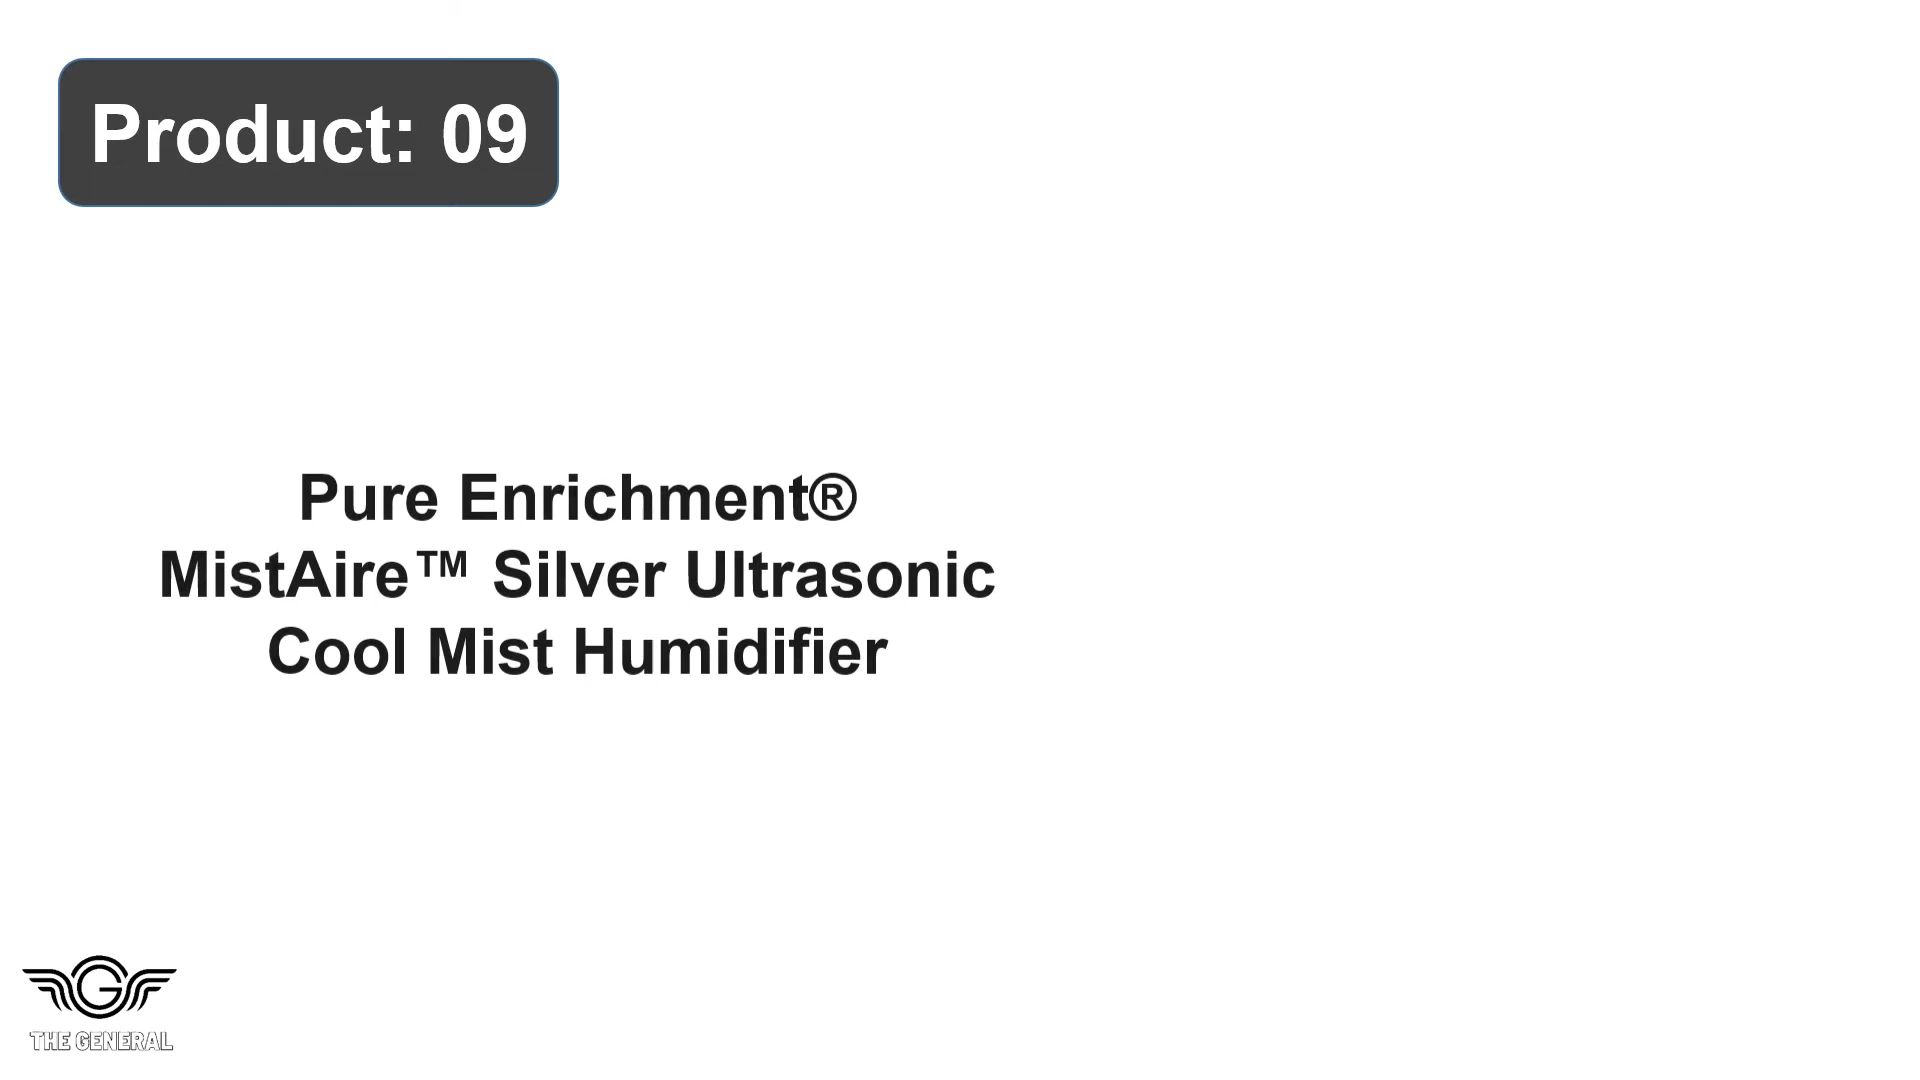 Product: 09
Pure Enrichment®
MistAire™ Silver Ultrasonic
Cool Mist Humidifier
G
THE GENERAL